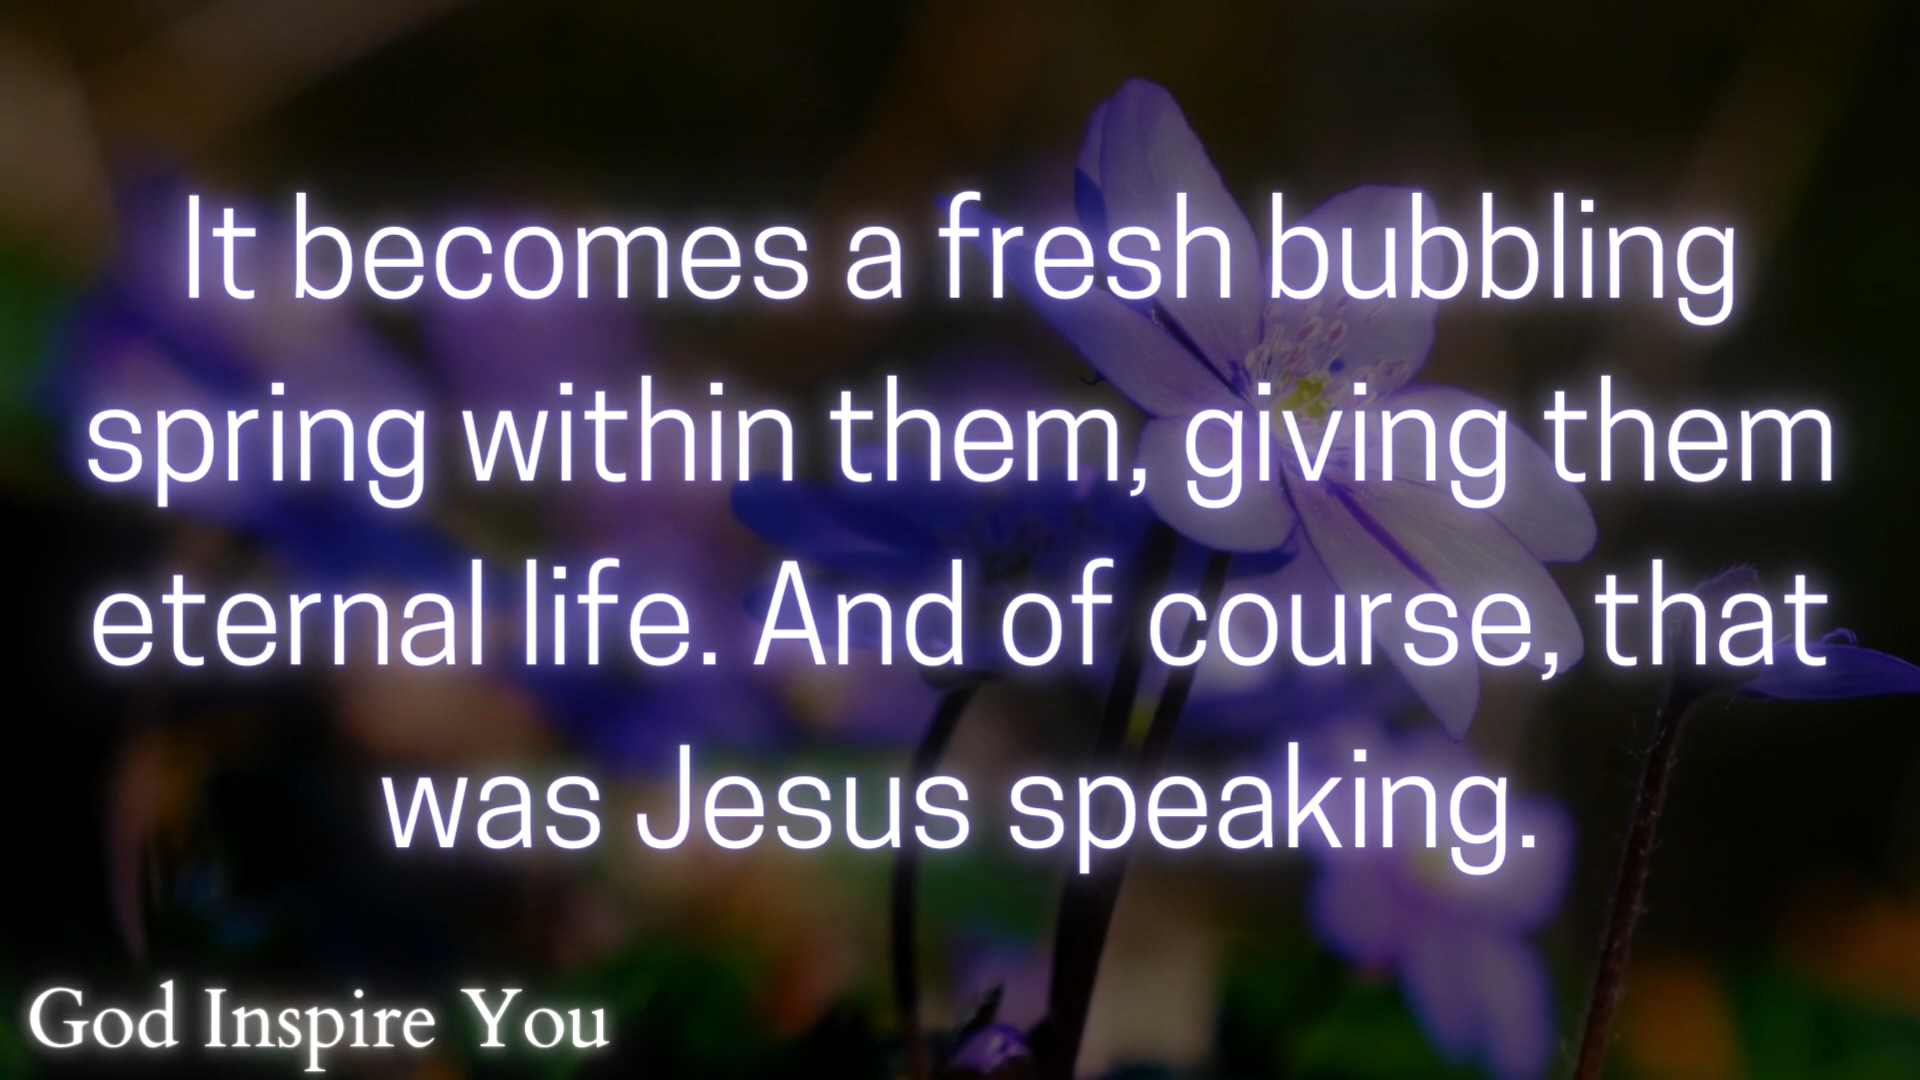 It becomes a fresh bubbling
spring within them, giving them
eternal life. And of course, that
was Jesus speaking.
God Inspire You